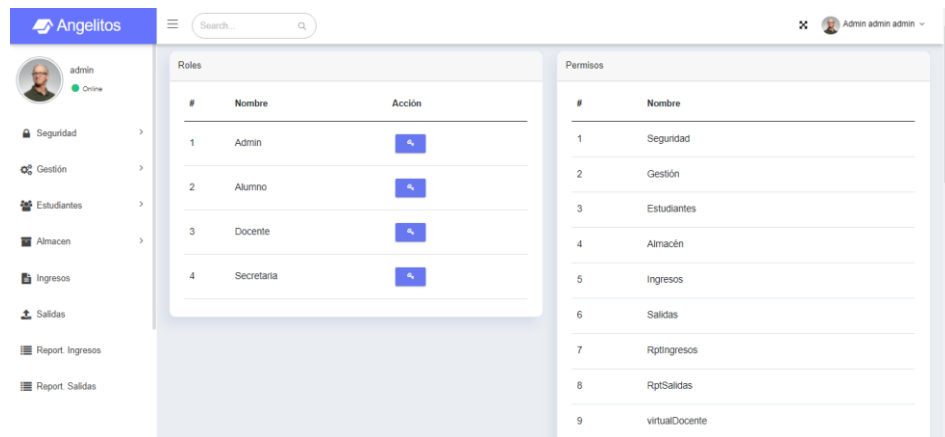 Angelitos
Search...
Admin admin admin
admin
Online
Seguridad
Gestión
Estudiantes
Almacen
Ingresos
Salidas
Report. Ingresos
Report. Salidas
Roles
# Nombre Acción
1 Admin
2 Alumno
3 Docente
4 Secretaria
Permisos
# Nombre
1 Seguridad
2 Gestión
3 Estudiantes
4 Almacén
5 Ingresos
6 Salidas
7 RptIngresos
8 RptSalidas
9 virtualDocente